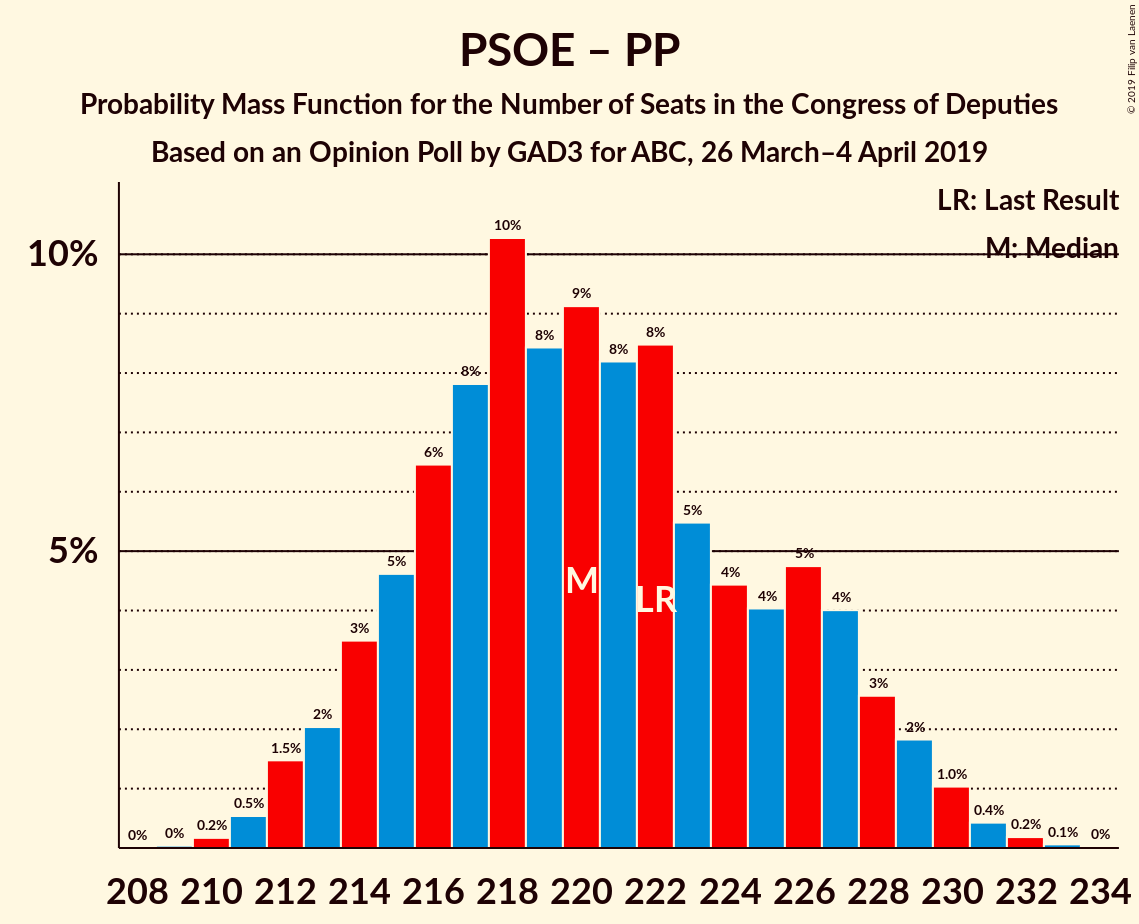 PSOE – PP
Probability Mass Function for the Number of Seats in the Congress of Deputies
Based on an Opinion Poll by GAD3 for ABC, 26 March–4 April 2019
© 2019 Filip van Laenen
LR: Last Result
M: Median
10%
5%
0% 0% 0.2% 0.5% 1.5% 2% 3% 5% 6% 8% 10% 8% 9% 8% 8% 5% 4% 4% 5% 4% 3% 2% 1.0% 0.4% 0.2% 0.1% 0%
M LR
208 210 212 214 216 218 220 222 224 226 228 230 232 234